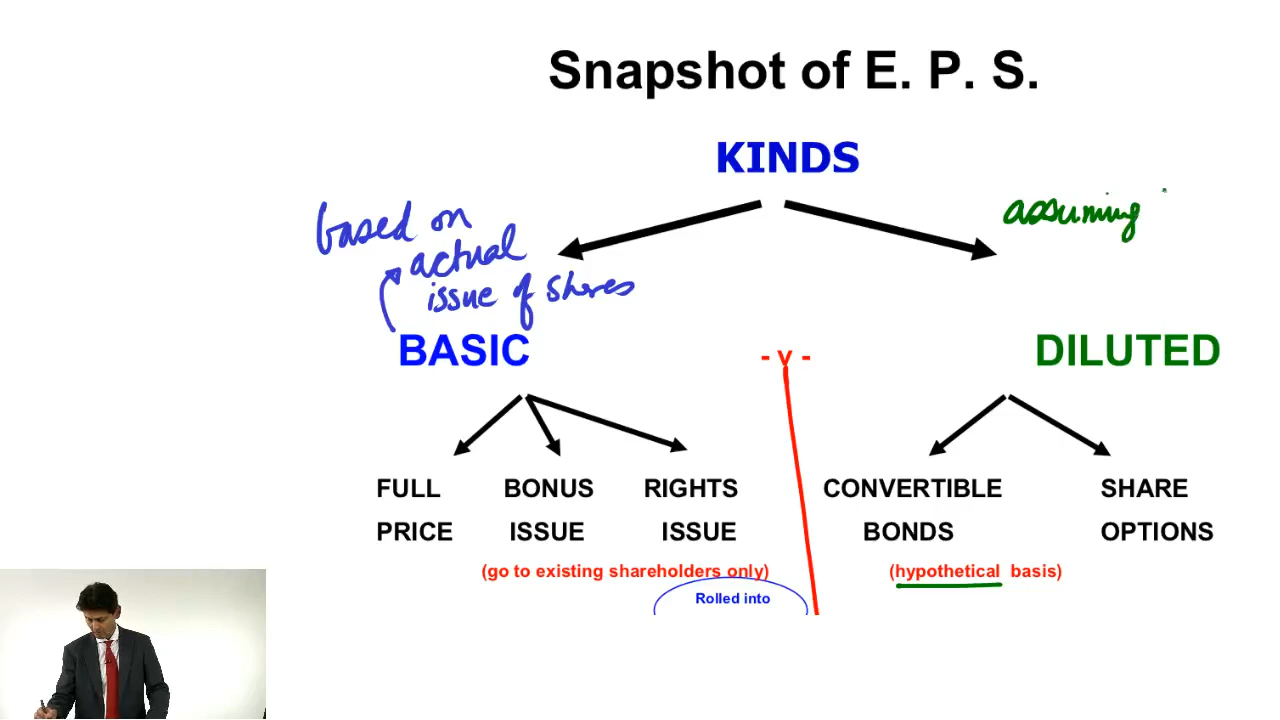 Snapshot of E. P. S.
KINDS
based on
actual
issue of shares
assuming
BASIC
- v -
DILUTED
FULL BONUS RIGHTS CONVERTIBLE SHARE
PRICE ISSUE ISSUE BONDS OPTIONS
(go to existing shareholders only) (hypothetical basis)
Rolled into